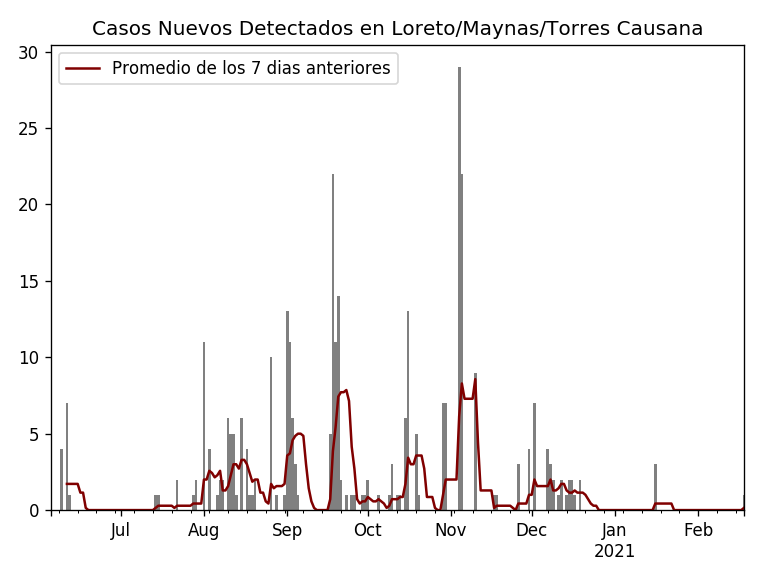 Casos Nuevos Detectados en Loreto/Maynas/Torres Causana
Promedio de los 7 dias anteriores
30
25
20
15
10
5
0
Jul Aug Sep Oct Nov Dec Jan Feb
2021